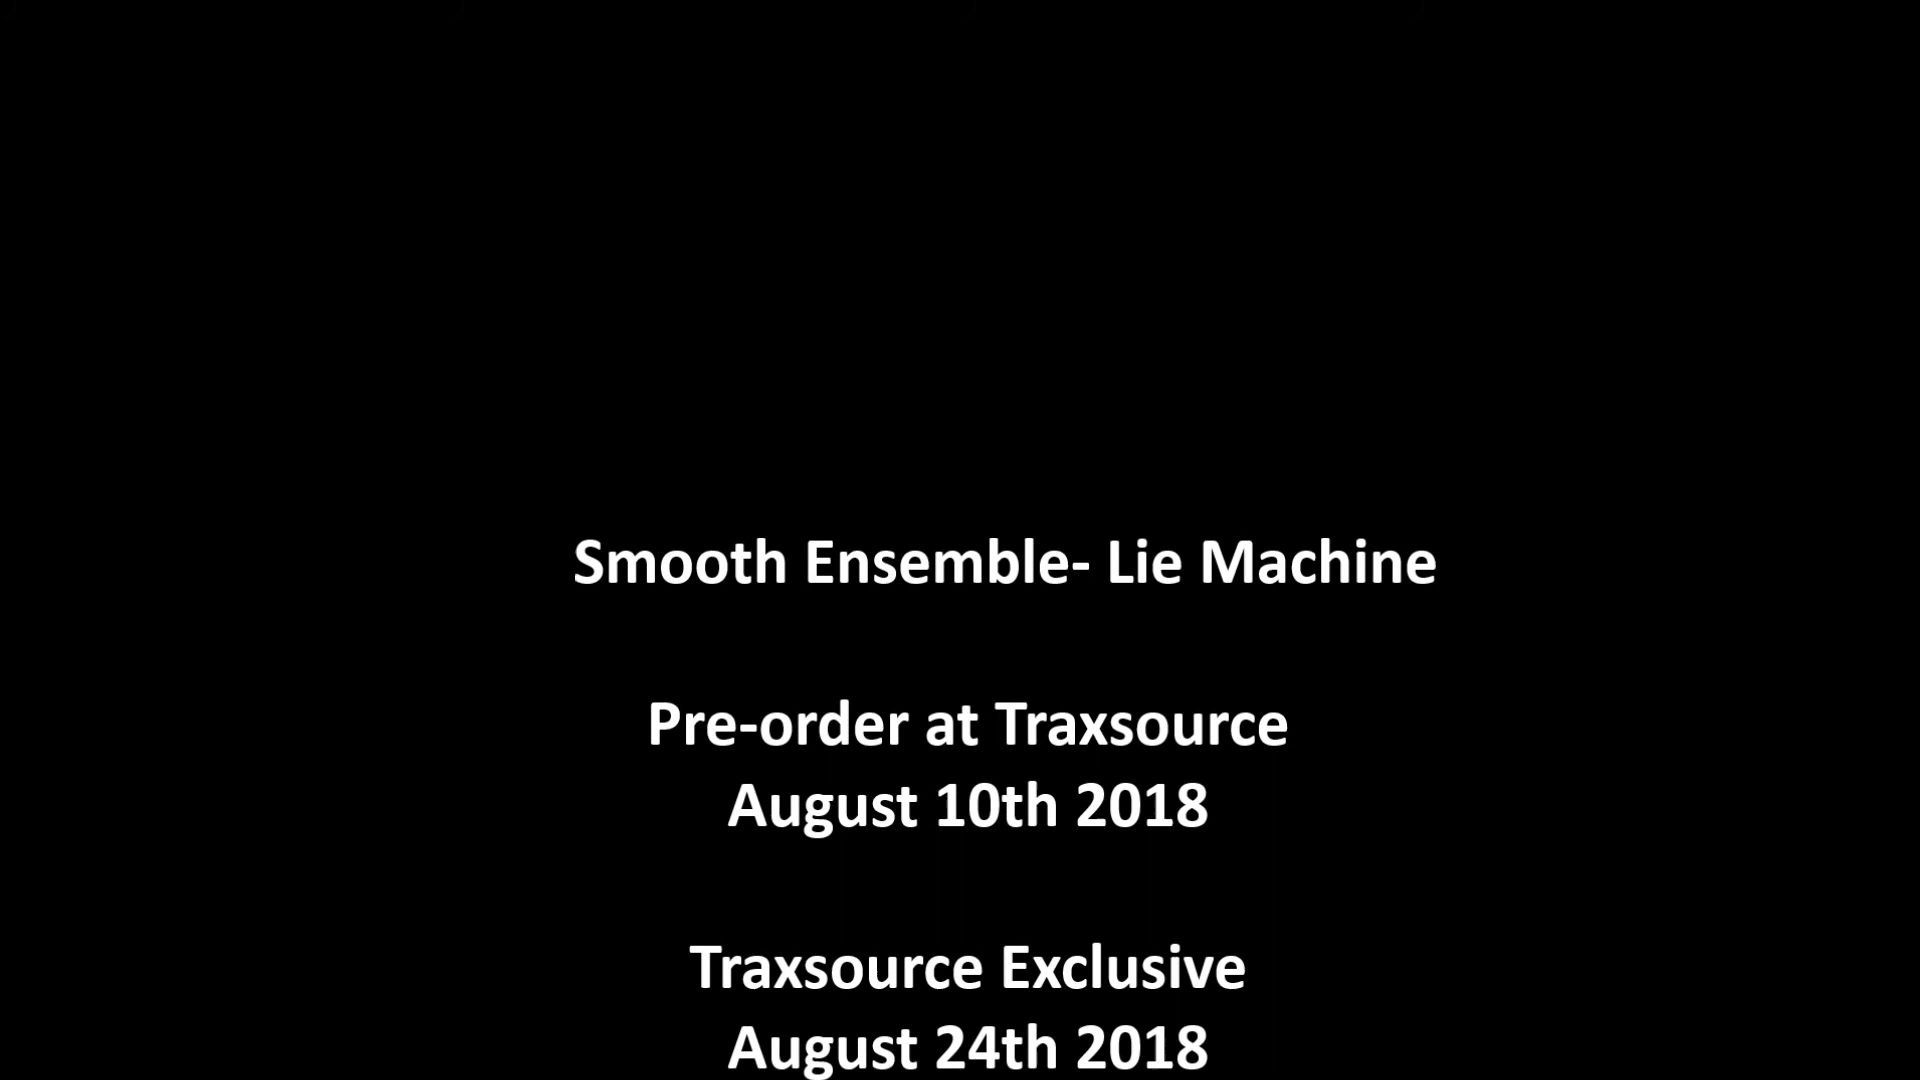 Smooth Ensemble- Lie Machine
Pre-order at Traxsource
August 10th 2018
Traxsource Exclusive
August 24th 2018